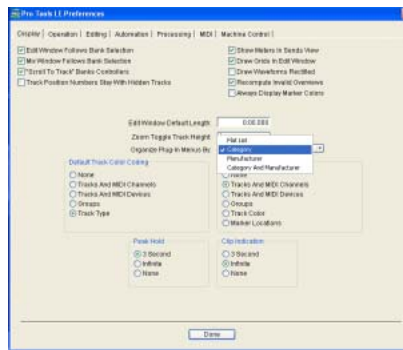 Pro Tools LE Preferences
Display | Operation | Editing | Automation | Processing | MIDI | Machine Control
Edit Window Follows Bank Selection
Mix Window Follows Bank Selection
"Scroll To Track" Banks Controllers
Track Position Numbers Stay With Hidden Tracks
Show Meters In Sends View
Draw Grids In Edit Window
Draw Waveforms Rectified
Recompute Invalid Overviews
Always Display Marker Colors
Edit Window Default Length:
0:00.000
Zoom Toggle Track Height:
Organize Plug-in Menus By:
Flat List
Category
Manufacturer
Category And Manufacturer
Default Track Color Coding
None
Tracks And MIDI Channels
Tracks And MIDI Devices
Groups
Track Type
None
Tracks And MIDI Channels
Tracks And MIDI Devices
Groups
Track Color
Marker Locations
Peak Hold
3 Second
Infinite
None
Clip Indication
3 Second
Infinite
None
Done